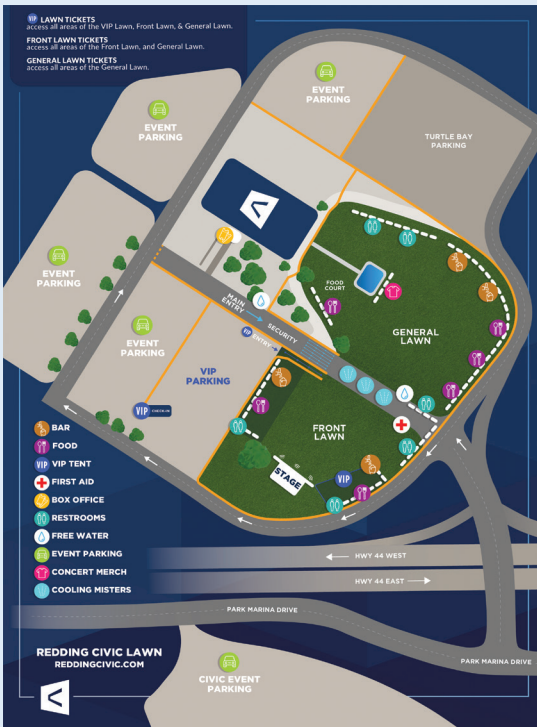 VIP LAWN TICKETS
access all areas of the VIP Lawn, Front Lawn, & General Lawn.
FRONT LAWN TICKETS
access all areas of the Front Lawn, and General Lawn.
GENERAL LAWN TICKETS
access all areas of the General Lawn.
EVENT
PARKING
EVENT
PARKING
TURTLE BAY
PARKING
EVENT
PARKING
FOOD
COURT
MAIN
ENTRY
SECURITY
GENERAL
LAWN
EVENT
PARKING
VIP ENTRY
VIP
PARKING
VIP CHECK-IN
FRONT
LAWN
STAGE
VIP
BAR
FOOD
VIP VIP TENT
FIRST AID
BOX OFFICE
RESTROOMS
FREE WATER
EVENT PARKING
CONCERT MERCH
COOLING MISTERS
HWY 44 WEST
HWY 44 EAST
PARK MARINA DRIVE
PARK MARINA DRIVE
REDDING CIVIC LAWN
REDDINGCIVIC.COM
CIVIC EVENT
PARKING